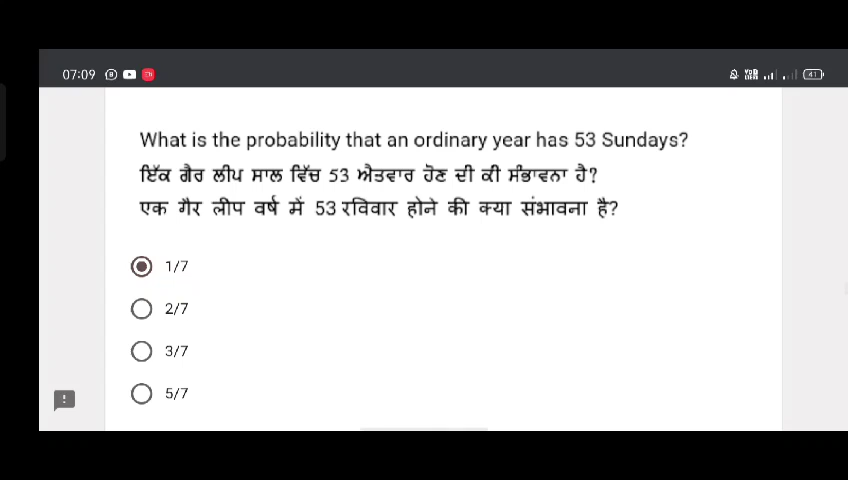 07:09
41
What is the probability that an ordinary year has 53 Sundays?
ਇੱਕ ਗੈਰ ਲੀਪ ਸਾਲ ਵਿੱਚ 53 ਐਤਵਾਰ ਹੋਣ ਦੀ ਕੀ ਸੰਭਾਵਨਾ ਹੈ?
एक गैर लीप वर्ष में 53 रविवार होने की क्या संभावना है?
1/7
2/7
3/7
5/7